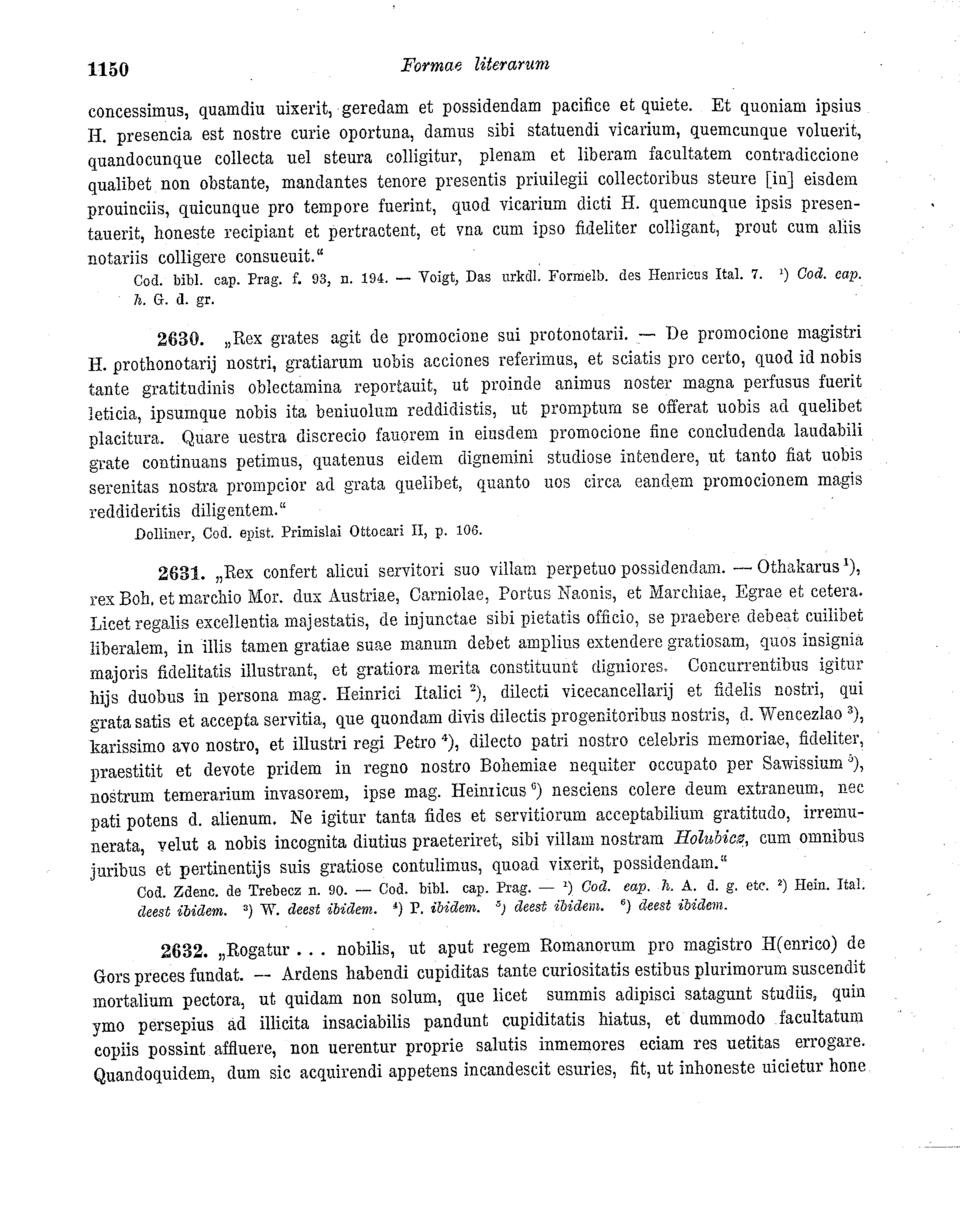 1150 Formae literarum
concessimus, quamdiu uixerit, geredam et possidendam pacifice et quiete. Et quoniam ipsius
H. presencia est nostre curie oportuna, damus sibi statuendi vicarium, quemcunque voluerit,
quandocunque collecta uel steura colligitur, plenam et liberam facultatem contradiccione
qualibet non obstante, mandantes tenore presentis priuilegii collectoribus steure [in] eisdem
prouinciis, quicunque pro tempore fuerint, quod vicarium dicti H. quemcunque ipsis presen-
tauerit, honeste recipiant et pertractent, et vna cum ipso fideliter colligant, prout cum aliis
notariis colligere consueuit.“
Cod. bibl. cap. Prag. f. 93, n. 194. — Voigt, Das urkdl. Formelb. des Henricus Ital. 7. ¹) Cod. cap.
h. G. d. gr.
2630. „Rex grates agit de promocione sui protonotarii. — De promocione magistri
H. prothonotarij nostri, gratiarum uobis acciones referimus, et sciatis pro certo, quod id nobis
tante gratitudinis oblectamina reportauit, ut proinde animus noster magna perfusus fuerit
leticia, ipsumque nobis ita beniuolum reddidistis, ut promptum se offerat uobis ad quelibet
placitura. Quare uestra discrecio fauorem in eiusdem promocione fine concludenda laudabili
grate continuans petimus, quatenus eidem dignemini studiose intendere, ut tanto fiat uobis
serenitas nostra prompcior ad grata quelibet, quanto uos circa eandem promocionem magis
reddideritis diligentem.“
Dolliner, Cod. epist. Primislai Ottocari II, p. 106.
2631. „Rex confert alicui servitori suo villam perpetuo possidendam. — Othakarus¹),
rex Boh. et marchio Mor. dux Austriae, Carniolae, Portus Naonis, et Marchiae, Egrae et cetera.
Licet regalis excellentia majestatis, de injunctae sibi pietatis officio, se praebere debeat cuilibet
liberalem, in illis tamen gratiae suae manum debet amplius extendere gratiosam, quos insignia
majoris fidelitatis illustrant, et gratiora merita constituunt digniores. Concurrentibus igitur
hijs duobus in persona mag. Heinrici Italici ²), dilecti vicecancellarij et fidelis nostri, qui
grata satis et accepta servitia, que quondam divis dilectis progenitoribus nostris, d. Wencezlao ³),
karissimo avo nostro, et illustri regi Petro ⁴), dilecto patri nostro celebris memoriae, fideliter,
praestitit et devote pridem in regno nostro Bohemiae nequiter occupato per Sawissium ⁵),
nostrum temerarium invasorem, ipse mag. Heinricus ⁶) nesciens colere deum extraneum, nec
pati potens d. alienum. Ne igitur tanta fides et servitiorum acceptabilium gratitudo, irremu-
nerata, velut a nobis incognita diutius praeteriret, sibi villam nostram Holubicz, cum omnibus
juribus et pertinentijs suis gratiose contulimus, quoad vixerit, possidendam.“
Cod. Zdenc. de Trebecz n. 90. — Cod. bibl. cap. Prag. — ¹) Cod. eap. h. A. d. g. etc. ²) Hein. Ital.
deest ibidem. ³) W. deest ibidem. ⁴) P. ibidem. ⁵) deest ibidem. ⁶) deest ibidem.
2632. „Rogatur . . . nobilis, ut aput regem Romanorum pro magistro H(enrico) de
Gors preces fundat. — Ardens habendi cupiditas tante curiositatis estibus plurimorum suscendit
mortalium pectora, ut quidam non solum, que licet summis adipisci satagunt studiis, quin
ymo persepius ad illicita insaciabilis pandunt cupiditatis hiatus, et dummodo facultatum
copiis possint affluere, non uerentur proprie salutis inmemores eciam res uetitas errogare.
Quandoquidem, dum sic acquirendi appetens incandescit esuries, fit, ut inhoneste uicietur hone